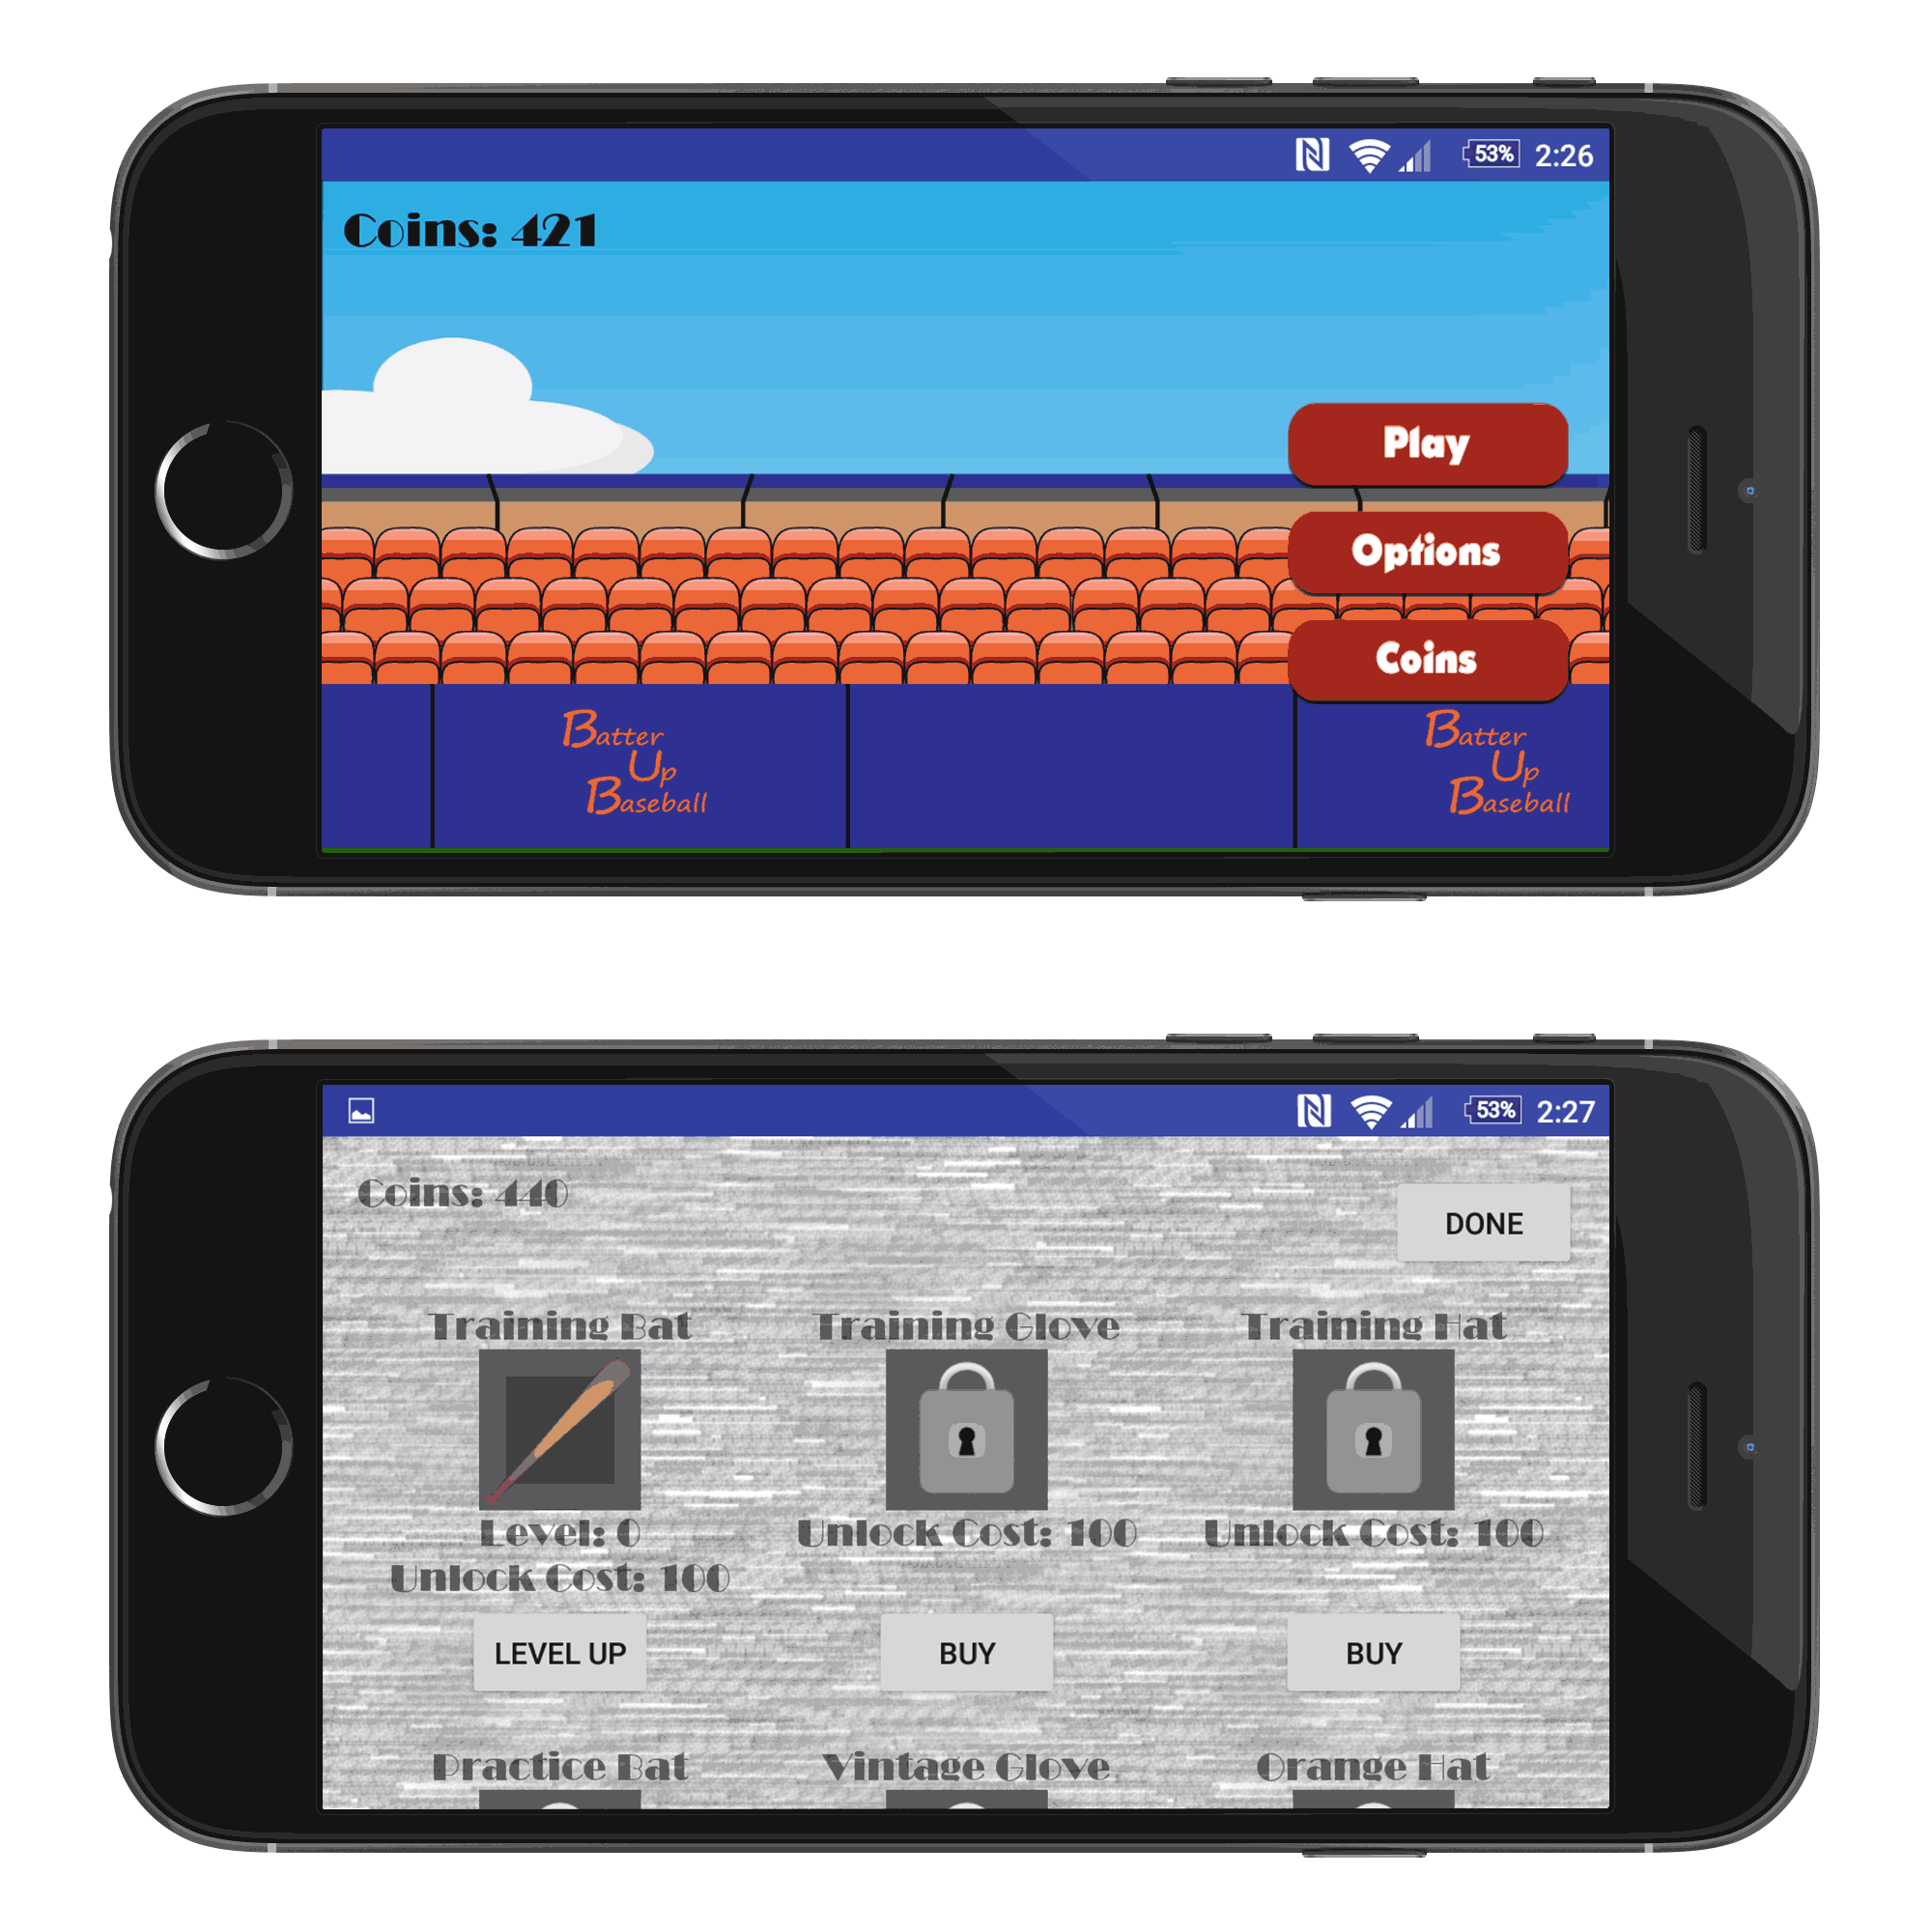 53% 2:26
Coins: 421
Play
Options
Coins
Batter
Up
Baseball
Batter
Up
Baseball
53% 2:27
Coins: 440
DONE
Training Bat
Training Glove
Training Hat
Level: 0
Unlock Cost: 100
Unlock Cost: 100
Unlock Cost: 100
LEVEL UP
BUY
BUY
Practice Bat
Vintage Glove
Orange Hat